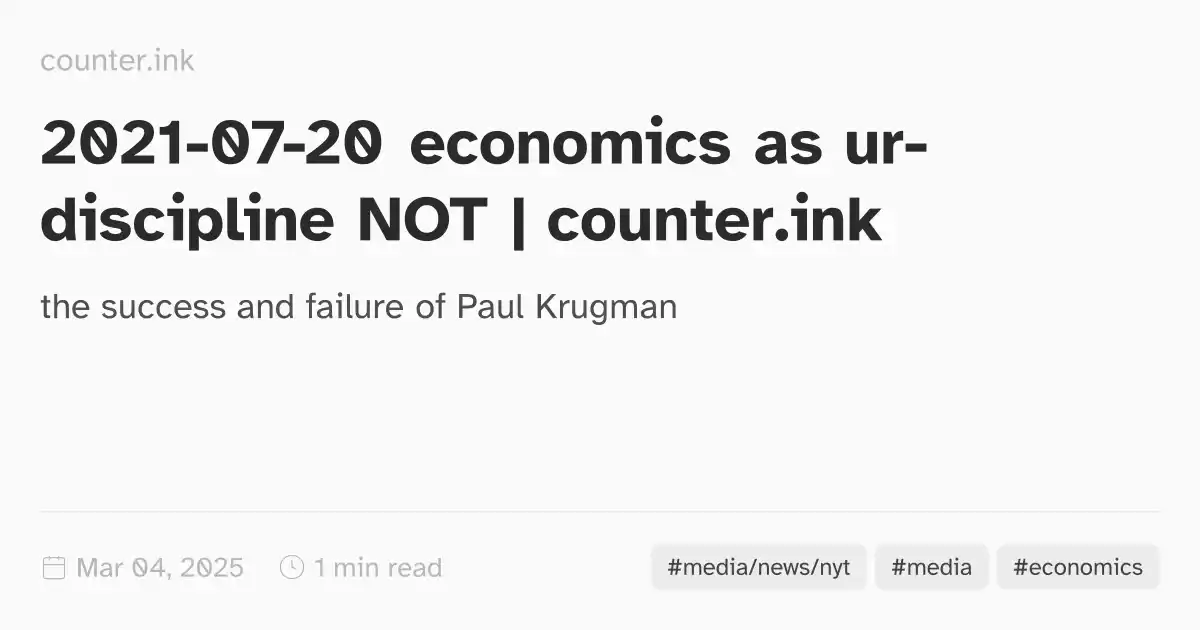 counter.ink
2021-07-20 economics as ur-
discipline NOT | counter.ink
the success and failure of Paul Krugman
Mar 04, 2025 1 min read #media/news/nyt #media #economics